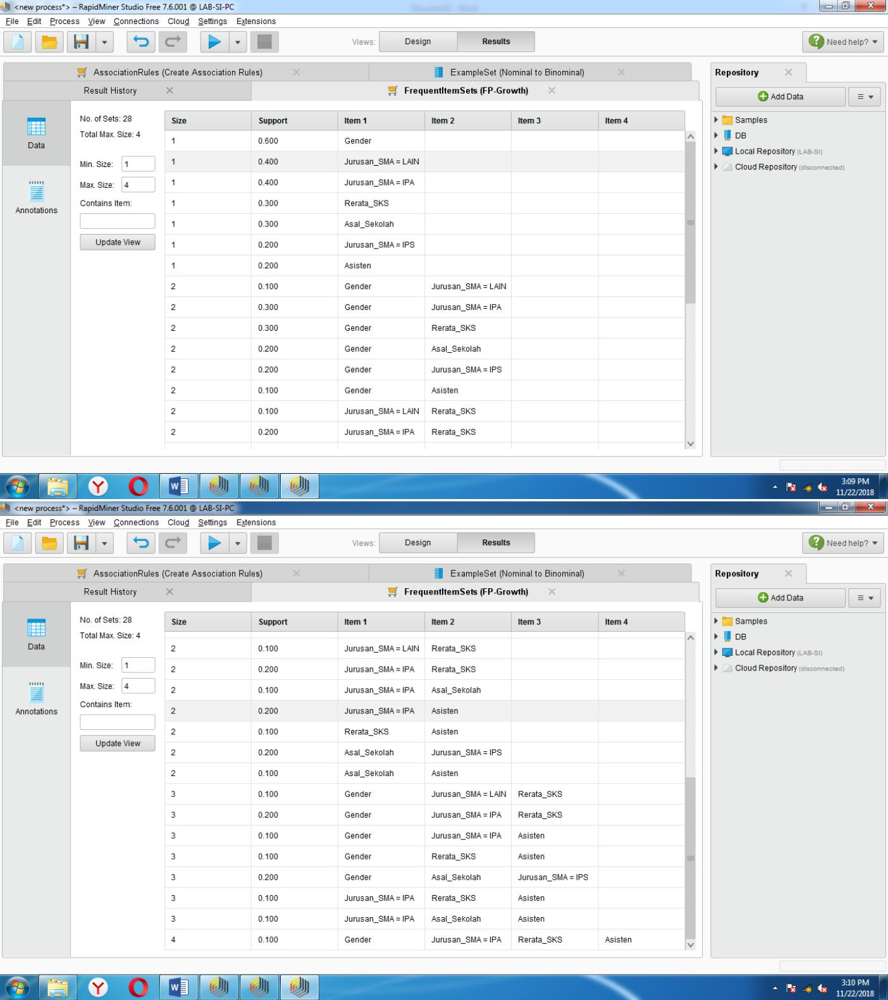 <new process*> – RapidMiner Studio Free 7.6.001 @ LAB-SI-PC
File Edit Process View Connections Cloud Settings Extensions
Views: Design Results
Need help?
AssociationRules (Create Association Rules)
ExampleSet (Nominal to Binominal)
Repository
Result History
FrequentItemSets (FP-Growth)
Add Data
Data
Annotations
No. of Sets: 28
Total Max. Size: 4
Min. Size: 1
Max. Size: 4
Contains Item:
Update View
Size Support Item 1 Item 2 Item 3 Item 4
1 0.600 Gender
1 0.400 Jurusan_SMA = LAIN
1 0.400 Jurusan_SMA = IPA
1 0.300 Rerata_SKS
1 0.300 Asal_Sekolah
1 0.200 Jurusan_SMA = IPS
1 0.200 Asisten
2 0.100 Gender Jurusan_SMA = LAIN
2 0.300 Gender Jurusan_SMA = IPA
2 0.300 Gender Rerata_SKS
2 0.200 Gender Asal_Sekolah
2 0.200 Gender Jurusan_SMA = IPS
2 0.100 Gender Asisten
2 0.100 Jurusan_SMA = LAIN Rerata_SKS
2 0.200 Jurusan_SMA = IPA Rerata_SKS
Samples
DB
Local Repository (LAB-SI)
Cloud Repository (disconnected)
3:09 PM
11/22/2018
<new process*> – RapidMiner Studio Free 7.6.001 @ LAB-SI-PC
File Edit Process View Connections Cloud Settings Extensions
Views: Design Results
Need help?
AssociationRules (Create Association Rules)
ExampleSet (Nominal to Binominal)
Repository
Result History
FrequentItemSets (FP-Growth)
Add Data
Data
Annotations
No. of Sets: 28
Total Max. Size: 4
Min. Size: 1
Max. Size: 4
Contains Item:
Update View
Size Support Item 1 Item 2 Item 3 Item 4
2 0.100 Jurusan_SMA = LAIN Rerata_SKS
2 0.200 Jurusan_SMA = IPA Rerata_SKS
2 0.100 Jurusan_SMA = IPA Asal_Sekolah
2 0.200 Jurusan_SMA = IPA Asisten
2 0.100 Rerata_SKS Asisten
2 0.200 Asal_Sekolah Jurusan_SMA = IPS
2 0.100 Asal_Sekolah Asisten
3 0.100 Gender Jurusan_SMA = LAIN Rerata_SKS
3 0.200 Gender Jurusan_SMA = IPA Rerata_SKS
3 0.100 Gender Jurusan_SMA = IPA Asisten
3 0.100 Gender Rerata_SKS Asisten
3 0.200 Gender Asal_Sekolah Jurusan_SMA = IPS
3 0.100 Jurusan_SMA = IPA Rerata_SKS Asisten
3 0.100 Jurusan_SMA = IPA Asal_Sekolah Asisten
4 0.100 Gender Jurusan_SMA = IPA Rerata_SKS Asisten
Samples
DB
Local Repository (LAB-SI)
Cloud Repository (disconnected)
3:10 PM
11/22/2018